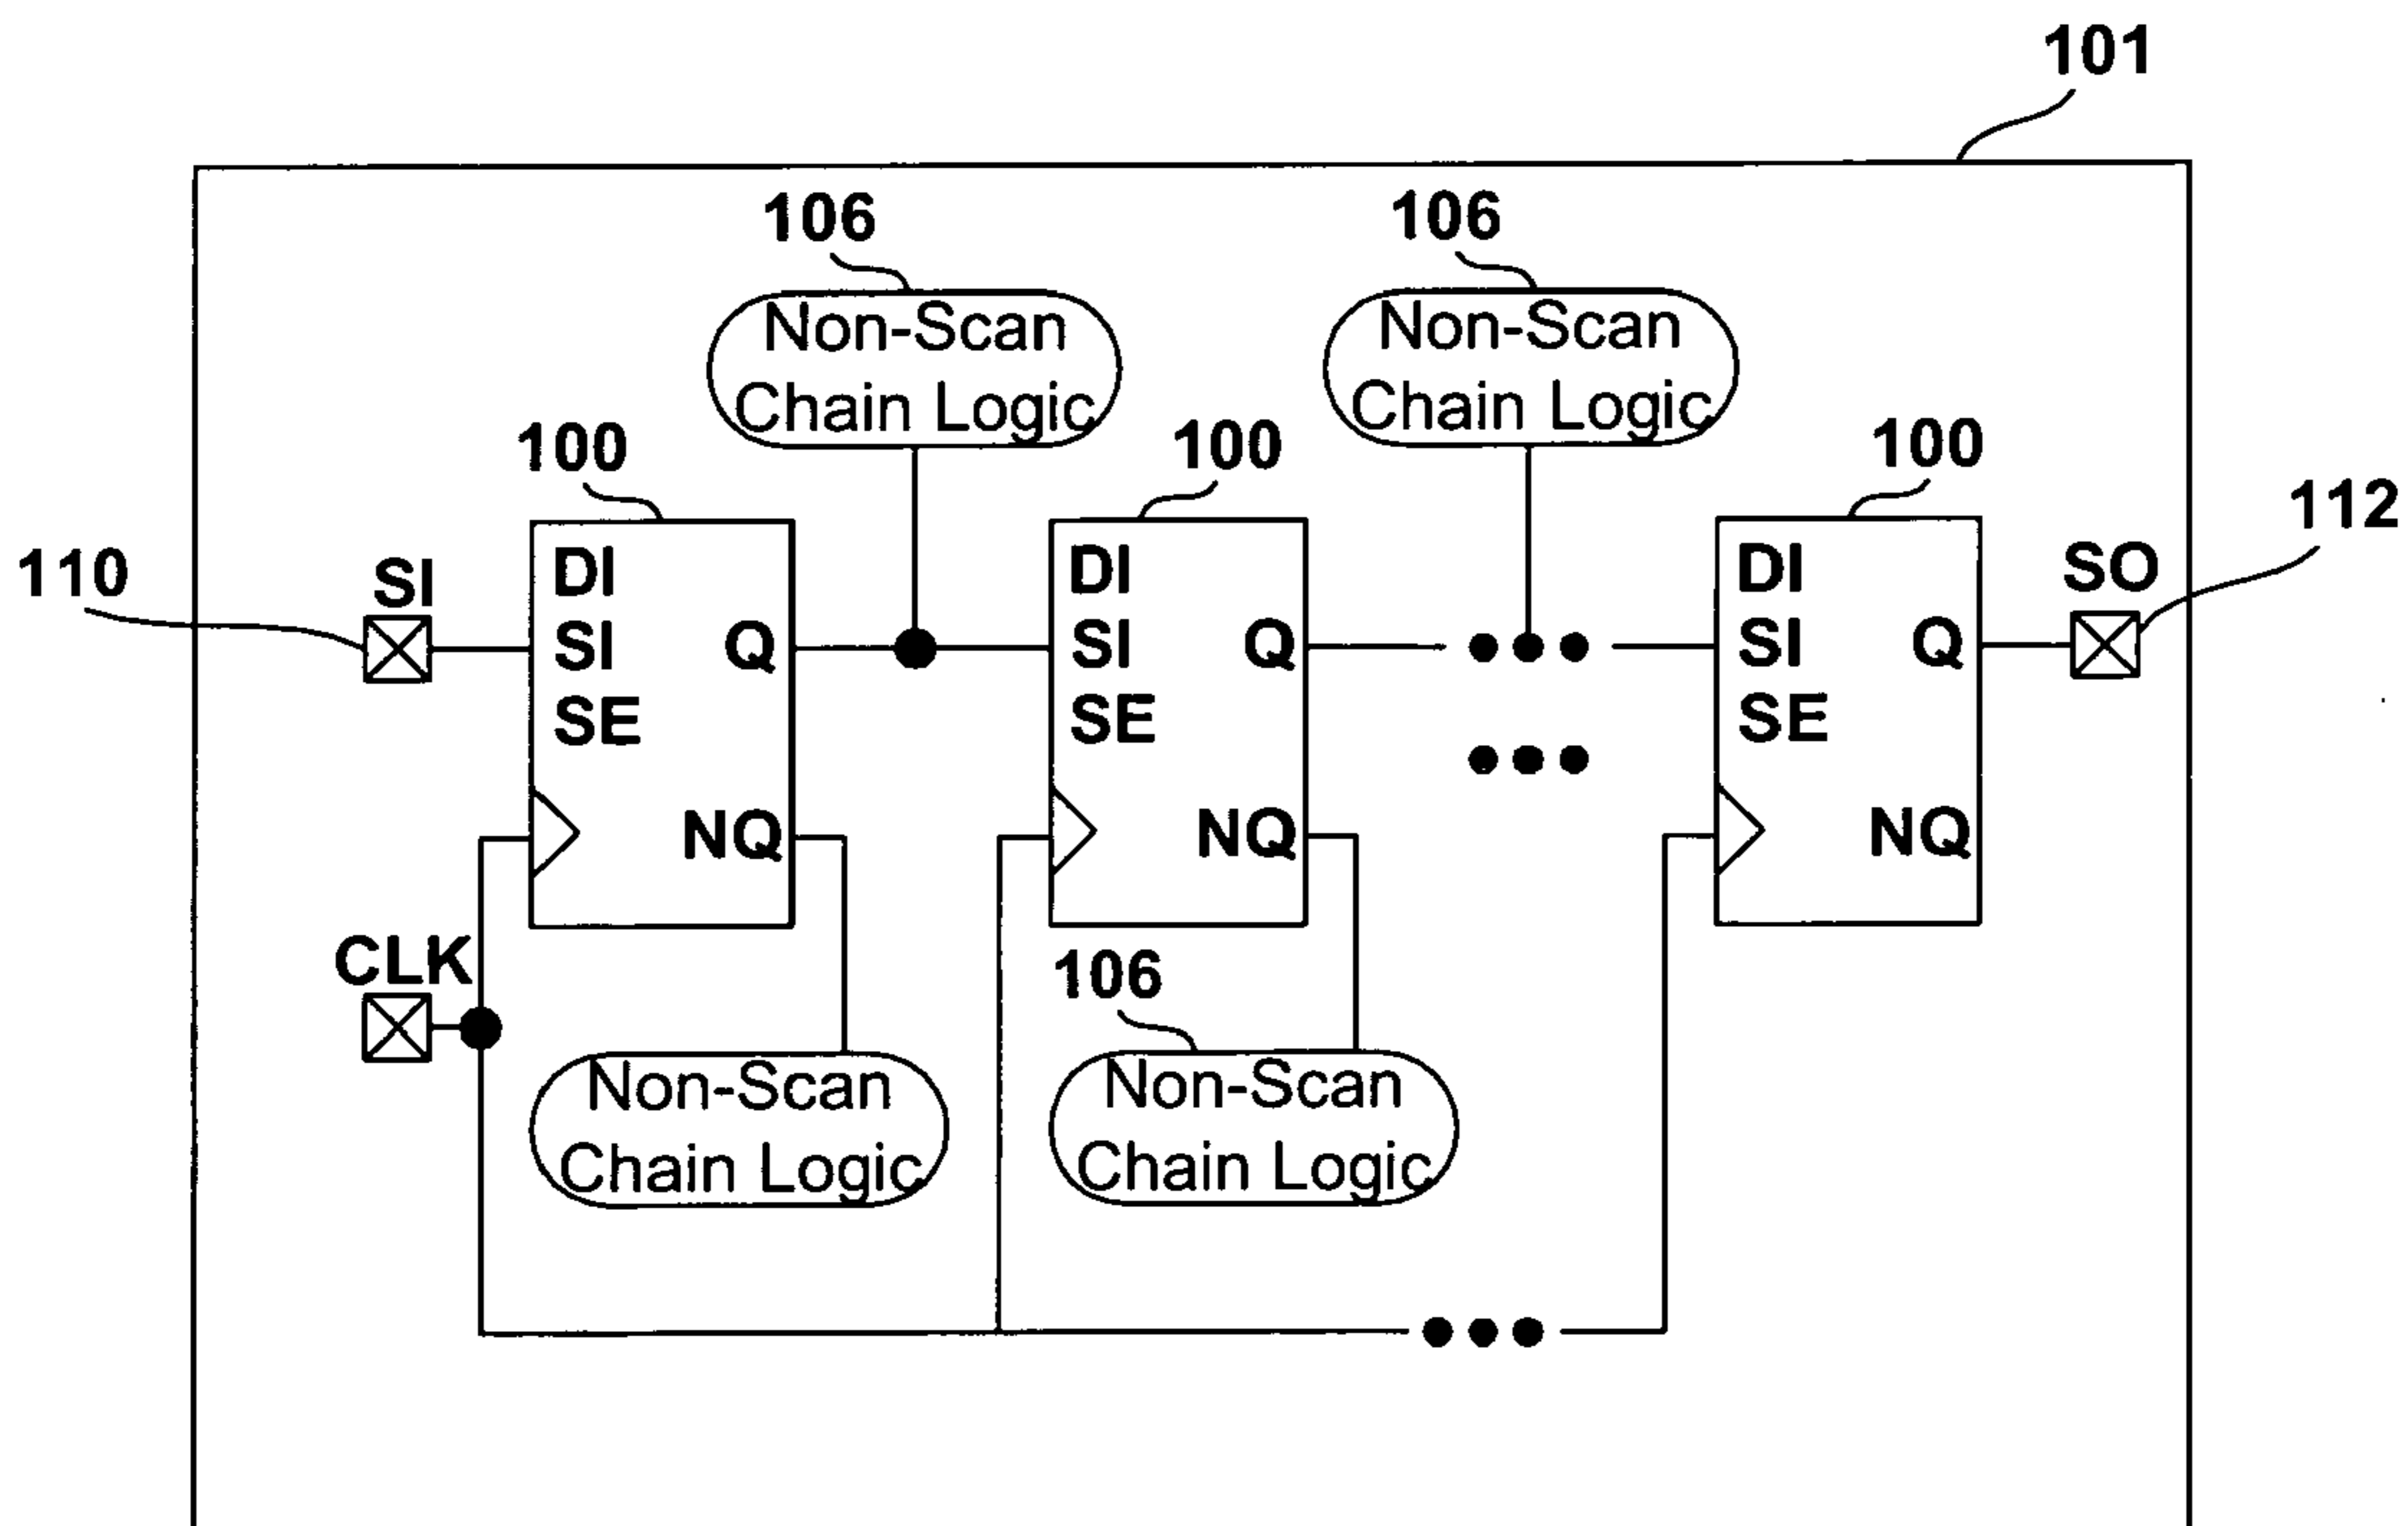 101
106
106
Non-Scan
Chain Logic
Non-Scan
Chain Logic
100
100
100
112
110
SI
SO
DI
SI
SE
Q
NQ
DI
SI
SE
Q
NQ
DI
SI
SE
Q
NQ
CLK
106
Non-Scan
Chain Logic
Non-Scan
Chain Logic